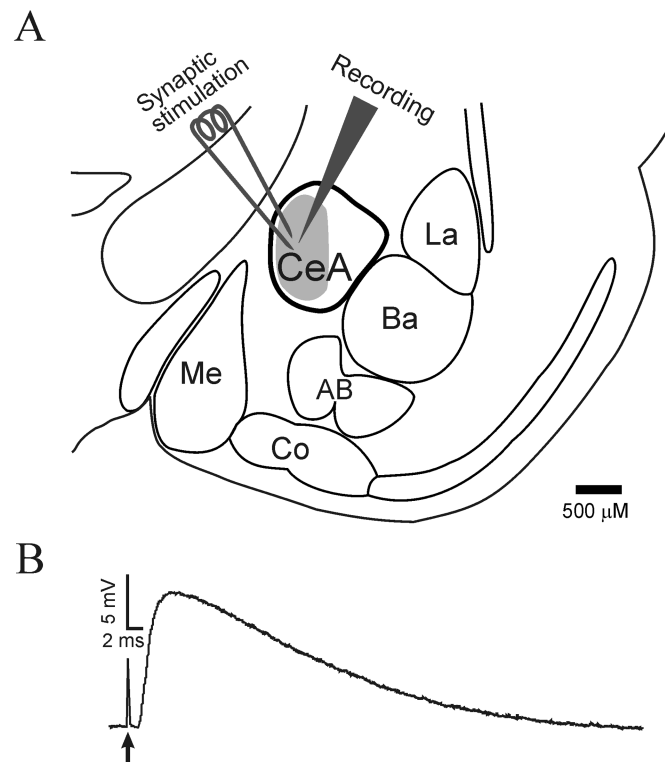 A
Synaptic
stimulation
Recording
La
CeA
Ba
Me
AB
Co
500 μM
B
5 mV
2 ms